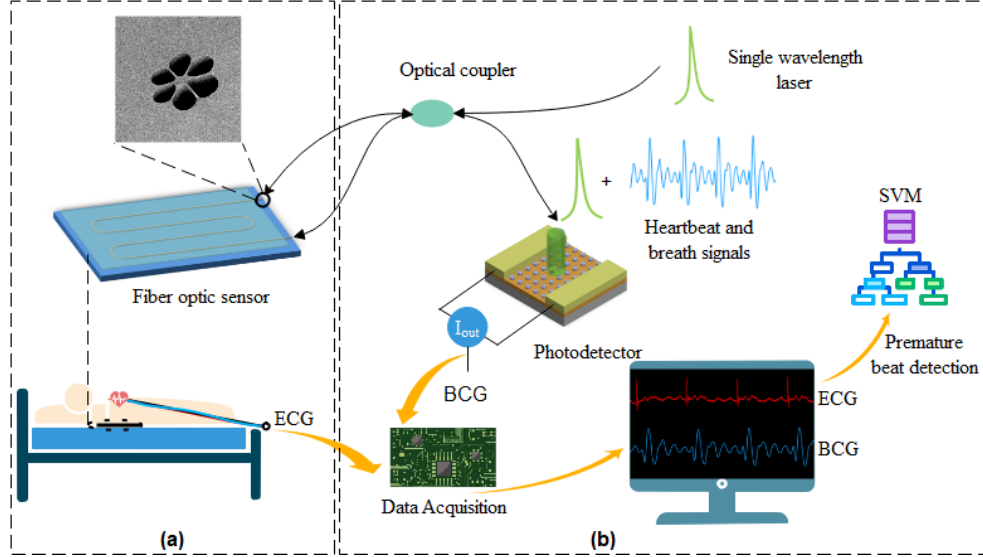 Optical coupler
Single wavelength
laser
+
Heartbeat and
breath signals
SVM
Fiber optic sensor
Iout
Photodetector
Premature
beat detection
BCG
ECG
ECG
BCG
Data Acquisition
(a)
(b)